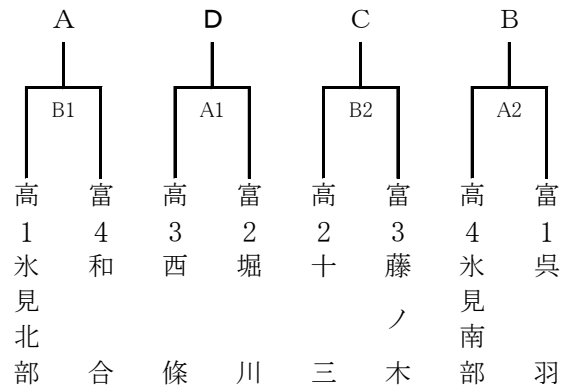 A D C B
B1 A1 B2 A2
高 富 高 富 高 富 高 富
1 4 3 2 2 3 4 1
氷見北部 和合 西條 堀川 十三 藤ノ木 氷見南部 呉羽